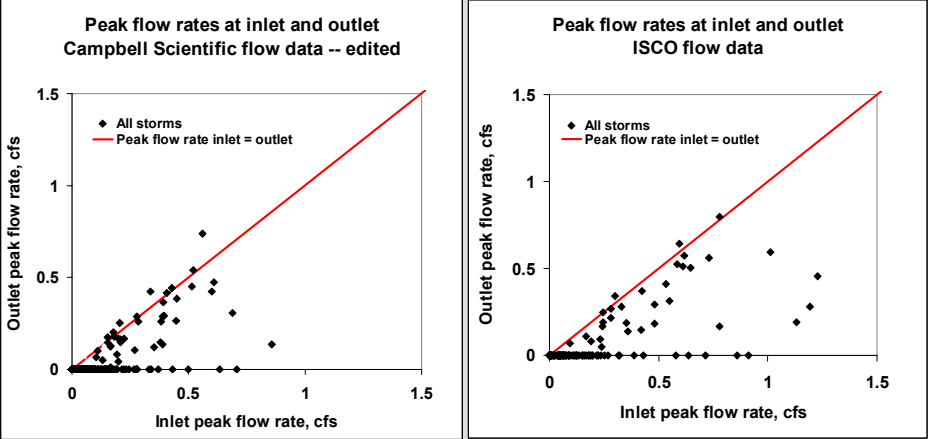 Peak flow rates at inlet and outlet
Campbell Scientific flow data -- edited
1.5
1
0.5
0
Outlet peak flow rate, cfs
All storms
Peak flow rate inlet = outlet
0
0.5
1
1.5
Inlet peak flow rate, cfs
Peak flow rates at inlet and outlet
ISCO flow data
1.5
1
0.5
0
Outlet peak flow rate, cfs
All storms
Peak flow rate inlet = outlet
0
0.5
1
1.5
Inlet peak flow rate, cfs